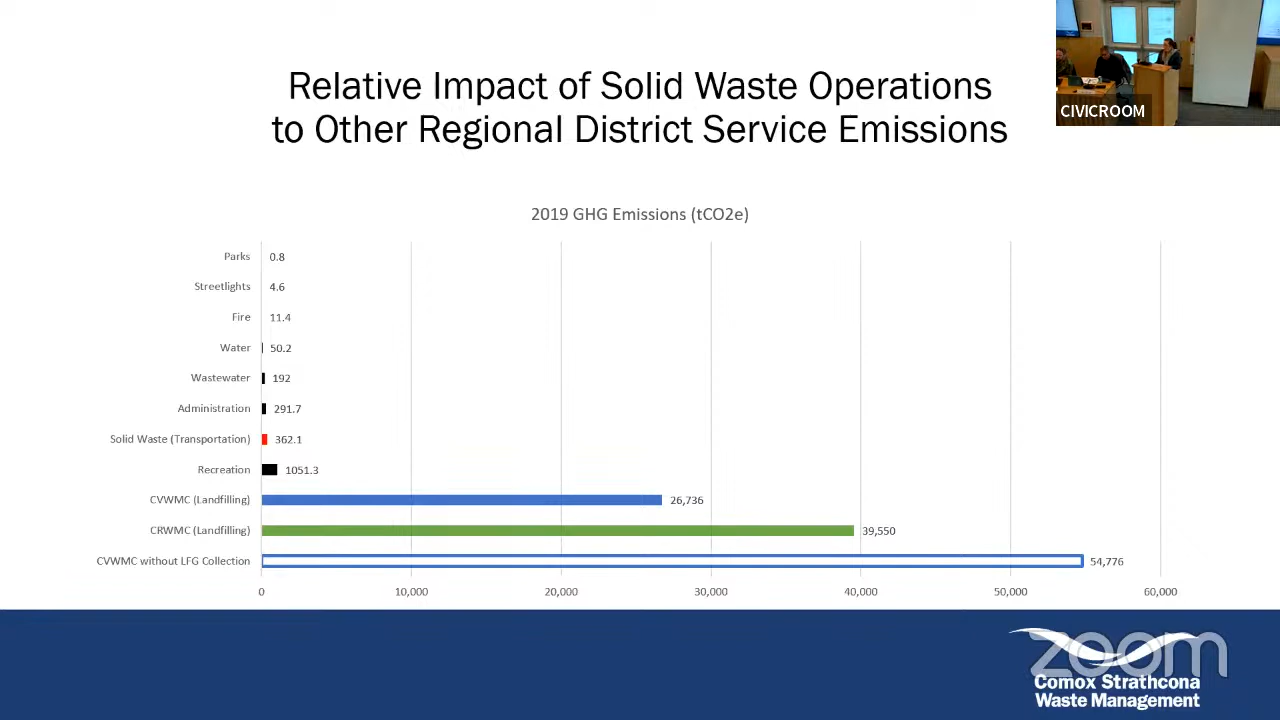 CIVICROOM
Relative Impact of Solid Waste Operations
to Other Regional District Service Emissions
2019 GHG Emissions (tCO2e)
Parks 0.8
Streetlights 4.6
Fire 11.4
Water 50.2
Wastewater 192
Administration 291.7
Solid Waste (Transportation) 362.1
Recreation 1051.3
CVWMC (Landfilling) 26,736
CRWMC (Landfilling) 39,550
CVWMC without LFG Collection 54,776
0 10,000 20,000 30,000 40,000 50,000 60,000
zoom
Comox Strathcona
Waste Management